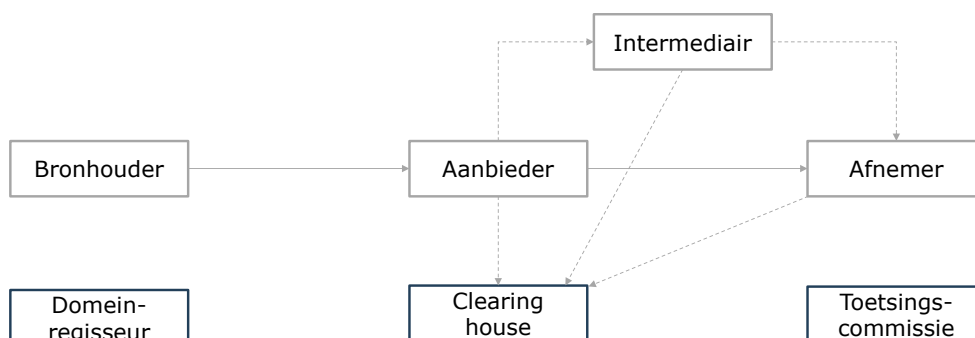 Intermediair
Bronhouder
Aanbieder
Afnemer
Domein-
regisseur
Clearing
house
Toetsings-
commissie